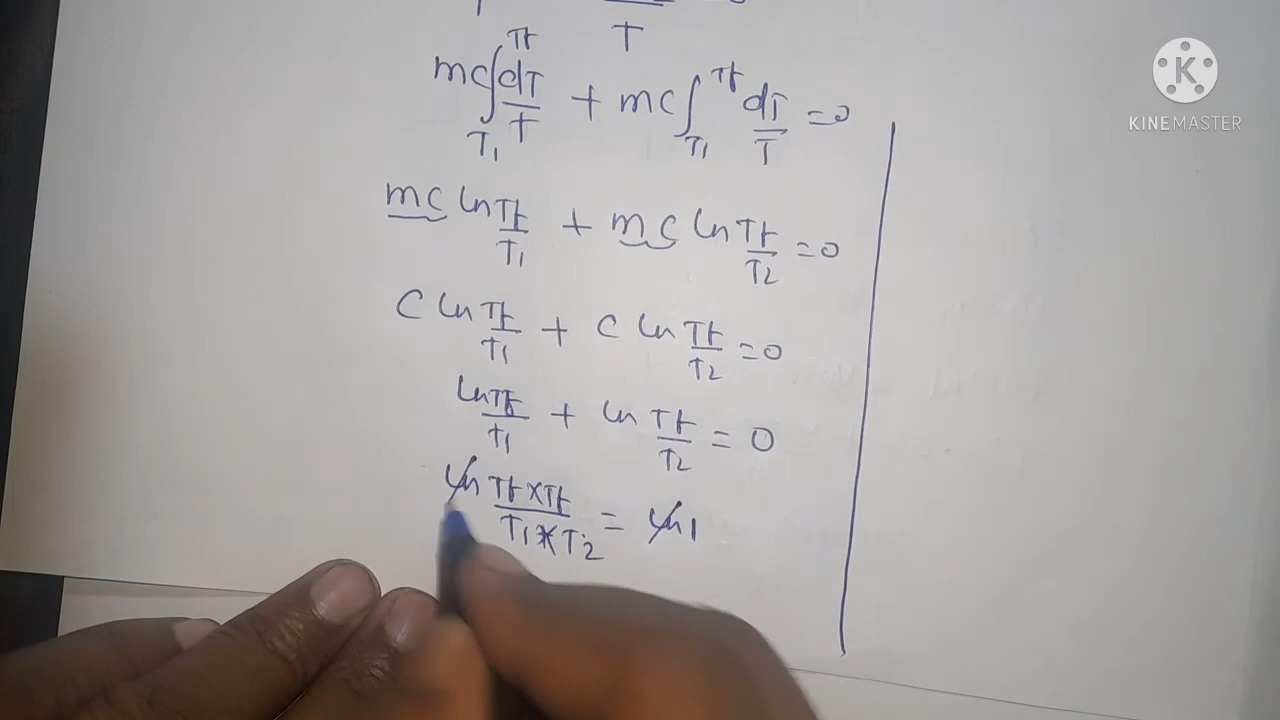 T
mc∫_{T1}^{Tf} dT/T + mc∫_{T1}^{Tf} dT/T =0
mc ln Tf/T1 + mc ln Tf/T2 =0
C ln Tf/T1 + C ln Tf/T2 =0
ln Tf/T1 + ln Tf/T2 = 0
ln Tf×Tf/T1×T2 = ln 1
KINEMASTER